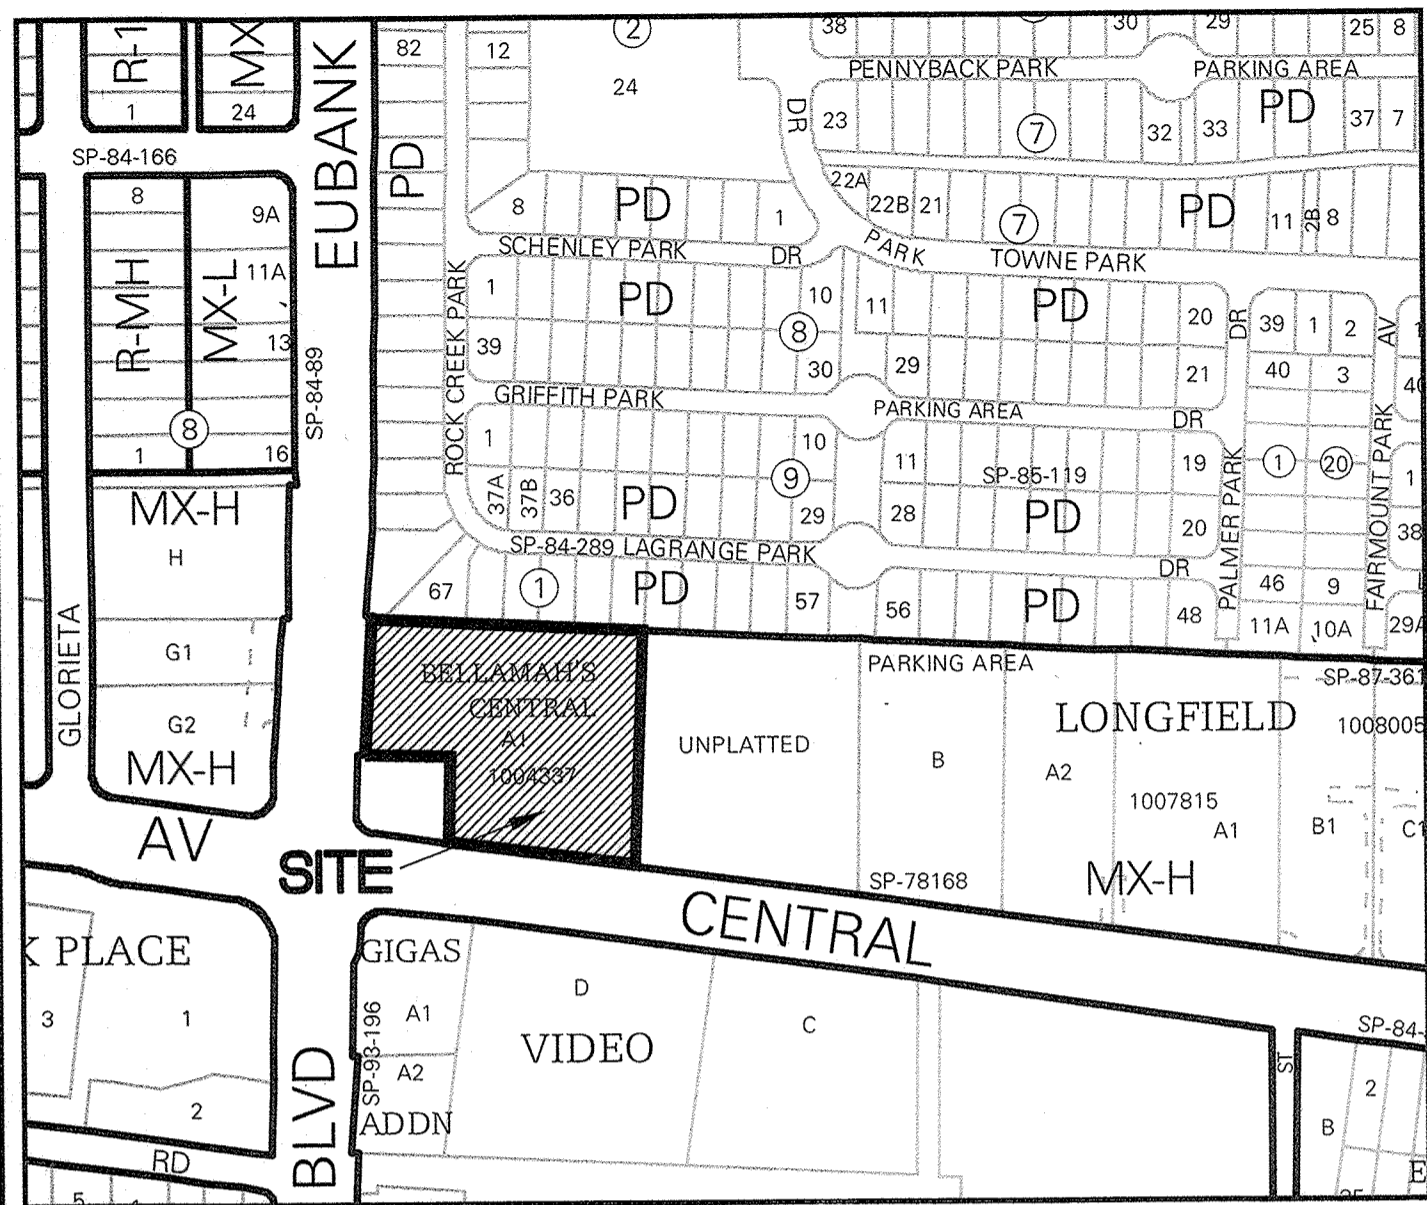 R-1
MX
1
24
EUBANK
82
PD
12
2
24
38
30
29
25
8
PENNYBACK PARK
PARKING AREA
DR
23
7
32
33
PD
37
7
SP-84-166
8
9A
11A
13
R-MH
MX-L
8
1
16
SP-84-89
8
PD
1
22A
22B
21
7
PD
11
2B
8
SCHENLEY PARK
DR
PARK
TOWNE PARK
ROCK CREEK PARK
1
PD
10
11
PD
20
DR
39
1
2
AV
1
39
8
30
29
21
40
3
40
GRIFFITH PARK
PARKING AREA
DR
1
10
11
SP-85-119
19
PALMER PARK
1
20
FAIRMOUNT PARK
1
9
37A
37B
36
PD
29
28
PD
20
38
SP-84-289 LAGRANGE PARK
DR
67
1
PD
57
56
PD
48
46
9
11A
10A
29A
MX-H
H
GLORIETA
G1
G2
MX-H
AV
BELLAMAH'S
CENTRAL
A1
1004337
SITE
UNPLATTED
PARKING AREA
B
SP-78168
A2
LONGFIELD
1007815
A1
MX-H
SP-87-361
1008005
B1
C1
CENTRAL
K PLACE
3
1
2
RD
5
BLVD
GIGAS
A1
SP-93-196
A2
ADDN
D
VIDEO
C
ST
SP-84-
2
B
E